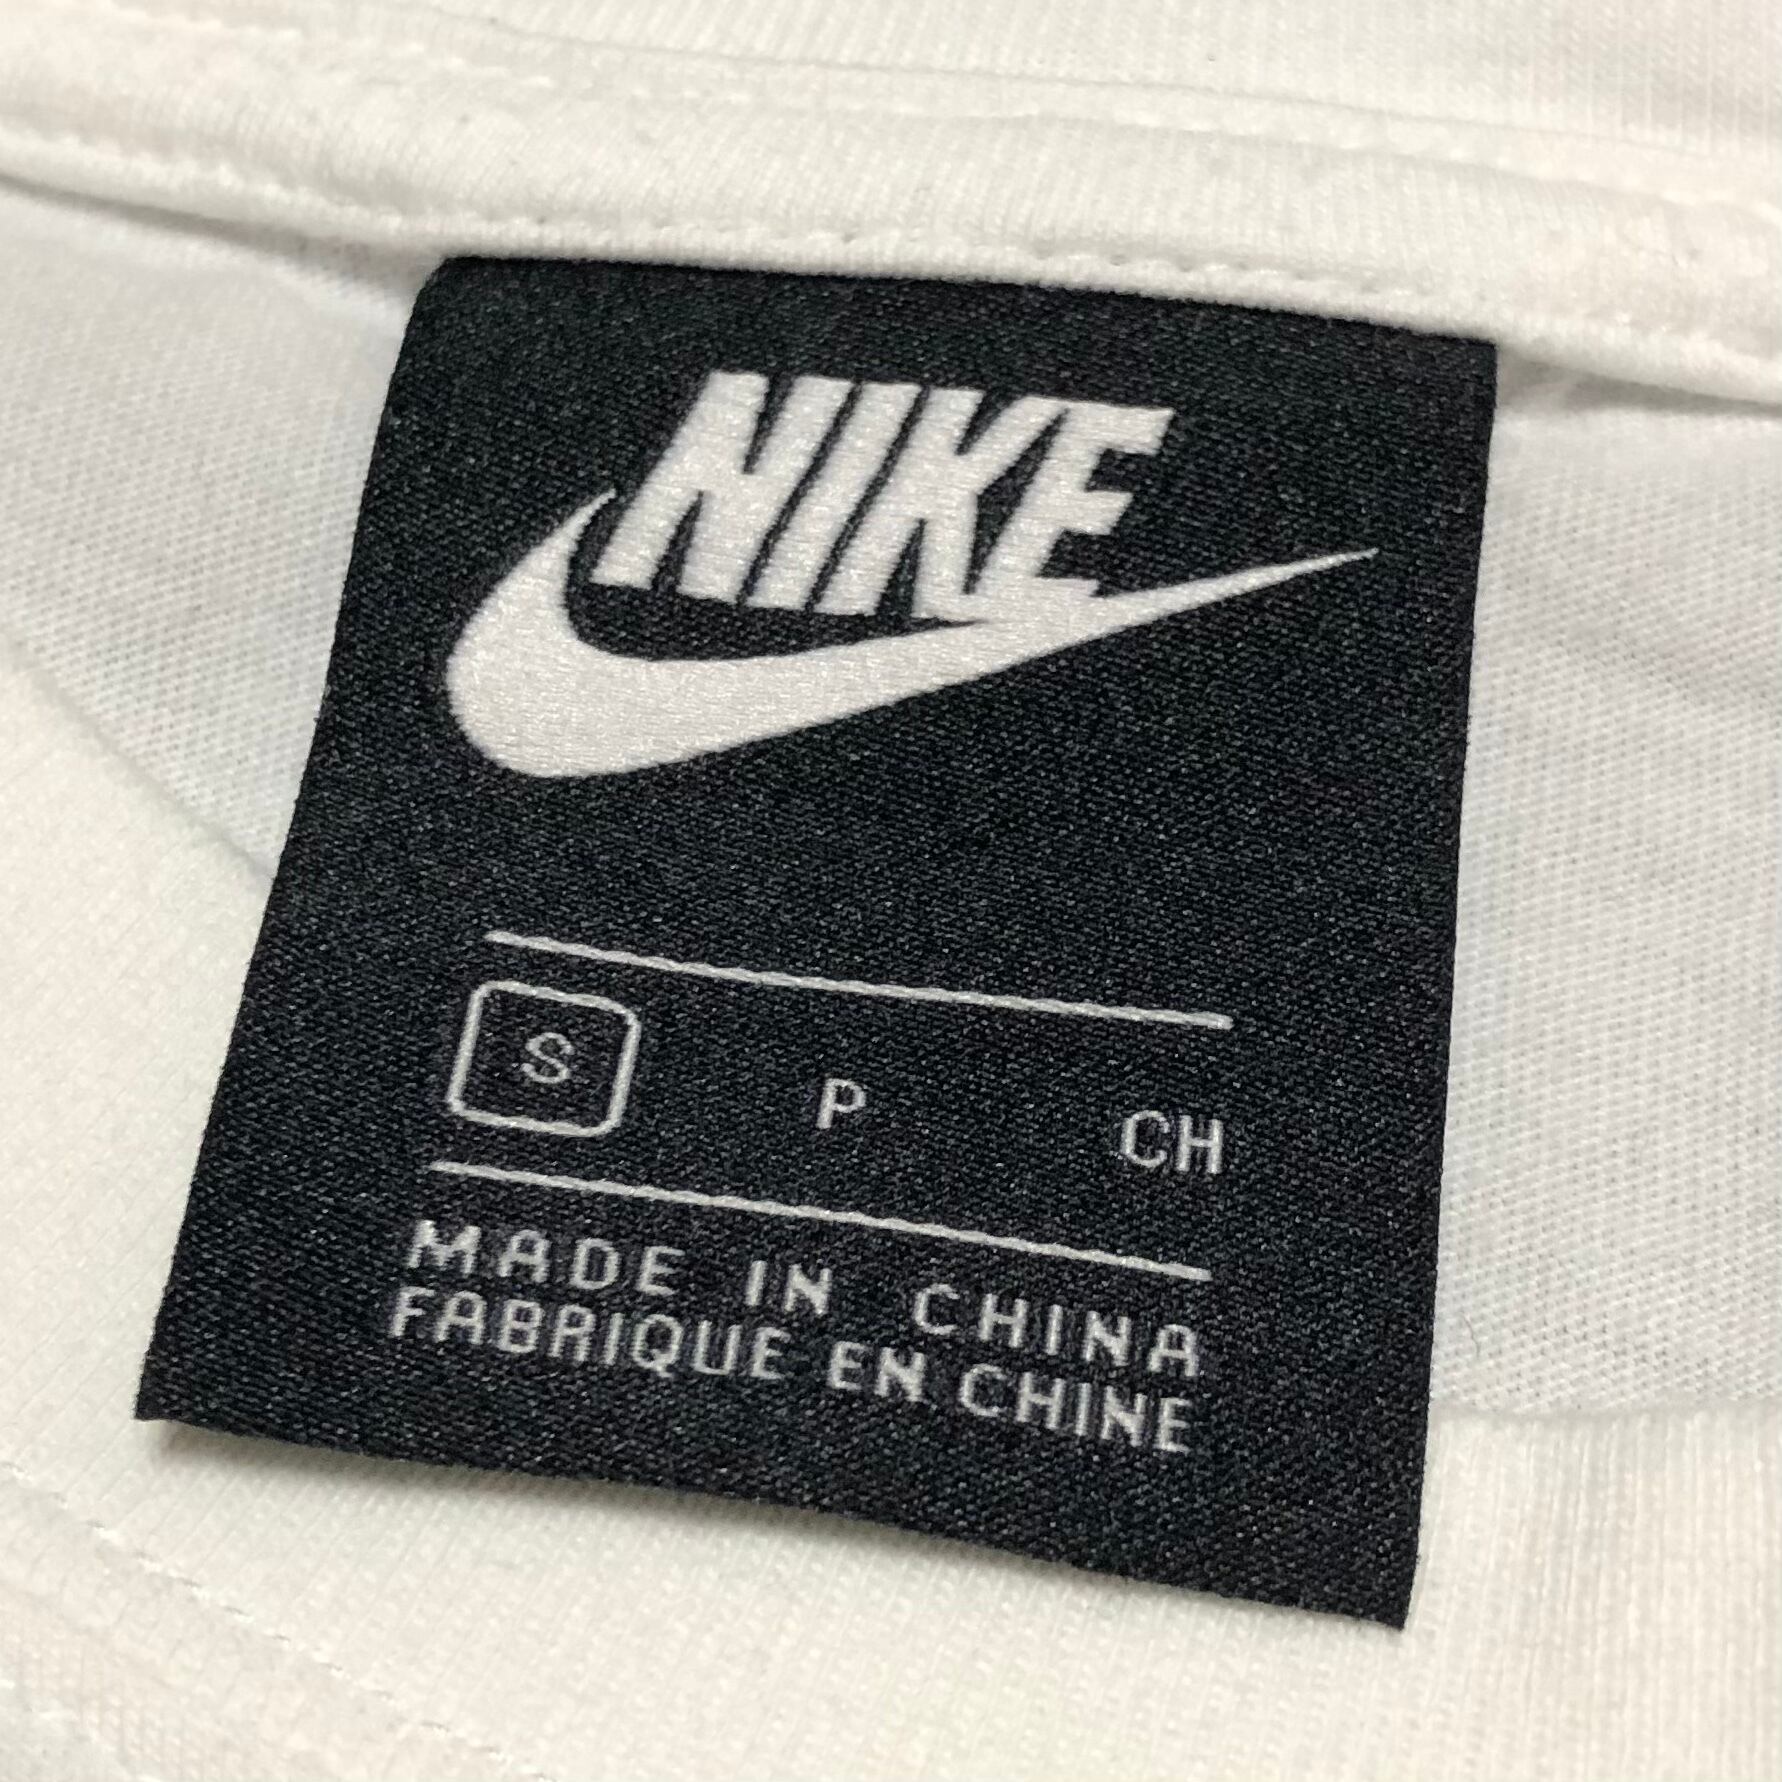 NIKE
S P CH
MADE IN CHINA
FABRIQUE EN CHINE